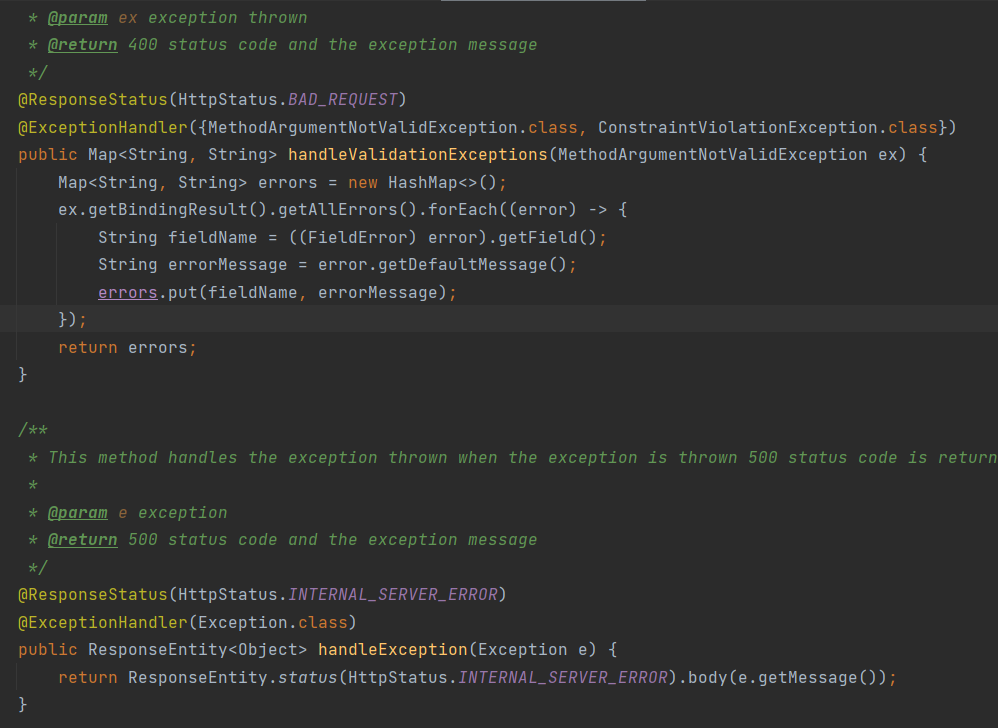 * @param ex exception thrown
 * @return 400 status code and the exception message
 */
@ResponseStatus(HttpStatus.BAD_REQUEST)
@ExceptionHandler({MethodArgumentNotValidException.class, ConstraintViolationException.class})
public Map<String, String> handleValidationExceptions(MethodArgumentNotValidException ex) {
    Map<String, String> errors = new HashMap<>();
    ex.getBindingResult().getAllErrors().forEach((error) -> {
        String fieldName = ((FieldError) error).getField();
        String errorMessage = error.getDefaultMessage();
        errors.put(fieldName, errorMessage);
    });
    return errors;
}
/**
 * This method handles the exception thrown when the exception is thrown 500 status code is return
 *
 * @param e exception
 * @return 500 status code and the exception message
 */
@ResponseStatus(HttpStatus.INTERNAL_SERVER_ERROR)
@ExceptionHandler(Exception.class)
public ResponseEntity<Object> handleException(Exception e) {
    return ResponseEntity.status(HttpStatus.INTERNAL_SERVER_ERROR).body(e.getMessage());
}